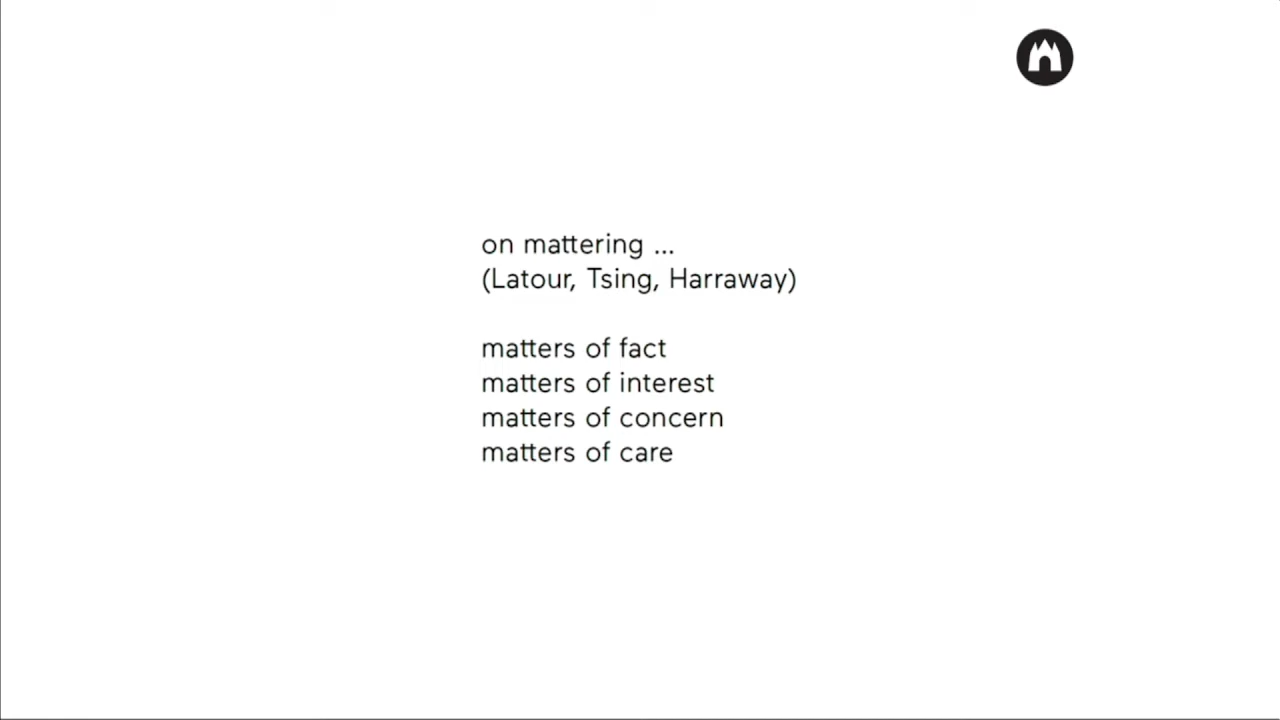 on mattering ...
(Latour, Tsing, Harraway)
matters of fact
matters of interest
matters of concern
matters of care